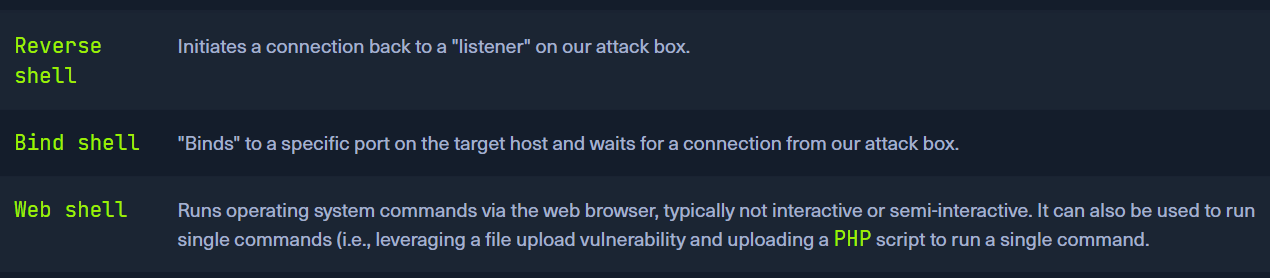 Reverse shell
Initiates a connection back to a "listener" on our attack box.
Bind shell
"Binds" to a specific port on the target host and waits for a connection from our attack box.
Web shell
Runs operating system commands via the web browser, typically not interactive or semi-interactive. It can also be used to run
single commands (i.e., leveraging a file upload vulnerability and uploading a PHP script to run a single command.